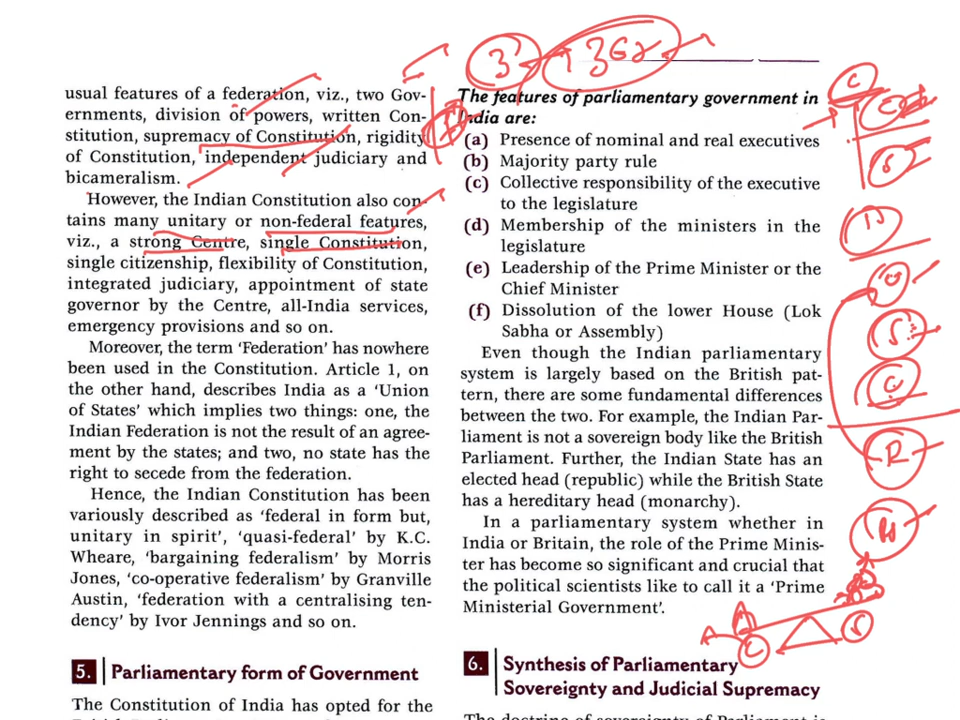 usual features of a federation, viz., two Gov-
ernments, division of powers, written Con-
stitution, supremacy of Constitution, rigidity
of Constitution, independent judiciary and
bicameralism.
However, the Indian Constitution also con-
tains many unitary or non-federal features,
viz., a strong Centre, single Constitution,
single citizenship, flexibility of Constitution,
integrated judiciary, appointment of state
governor by the Centre, all-India services,
emergency provisions and so on.
Moreover, the term ‘Federation’ has nowhere
been used in the Constitution. Article 1, on
the other hand, describes India as a ‘Union
of States’ which implies two things: one, the
Indian Federation is not the result of an agree-
ment by the states; and two, no state has the
right to secede from the federation.
Hence, the Indian Constitution has been
variously described as ‘federal in form but,
unitary in spirit’, ‘quasi-federal’ by K.C.
Wheare, ‘bargaining federalism’ by Morris
Jones, ‘co-operative federalism’ by Granville
Austin, ‘federation with a centralising ten-
dency’ by Ivor Jennings and so on.
5. Parliamentary form of Government
The Constitution of India has opted for the
3
The features of parliamentary government in
India are:
(a) Presence of nominal and real executives
(b) Majority party rule
(c) Collective responsibility of the executive
to the legislature
(d) Membership of the ministers in the
legislature
(e) Leadership of the Prime Minister or the
Chief Minister
(f) Dissolution of the lower House (Lok
Sabha or Assembly)
Even though the Indian parliamentary
system is largely based on the British pat-
tern, there are some fundamental differences
between the two. For example, the Indian Par-
liament is not a sovereign body like the British
Parliament. Further, the Indian State has an
elected head (republic) while the British State
has a hereditary head (monarchy).
In a parliamentary system whether in
India or Britain, the role of the Prime Minis-
ter has become so significant and crucial that
the political scientists like to call it a ‘Prime
Ministerial Government’.
6. Synthesis of Parliamentary
Sovereignty and Judicial Supremacy
The doctrine of sovereignty of Parliament is
C
S
S
C
R
C
S